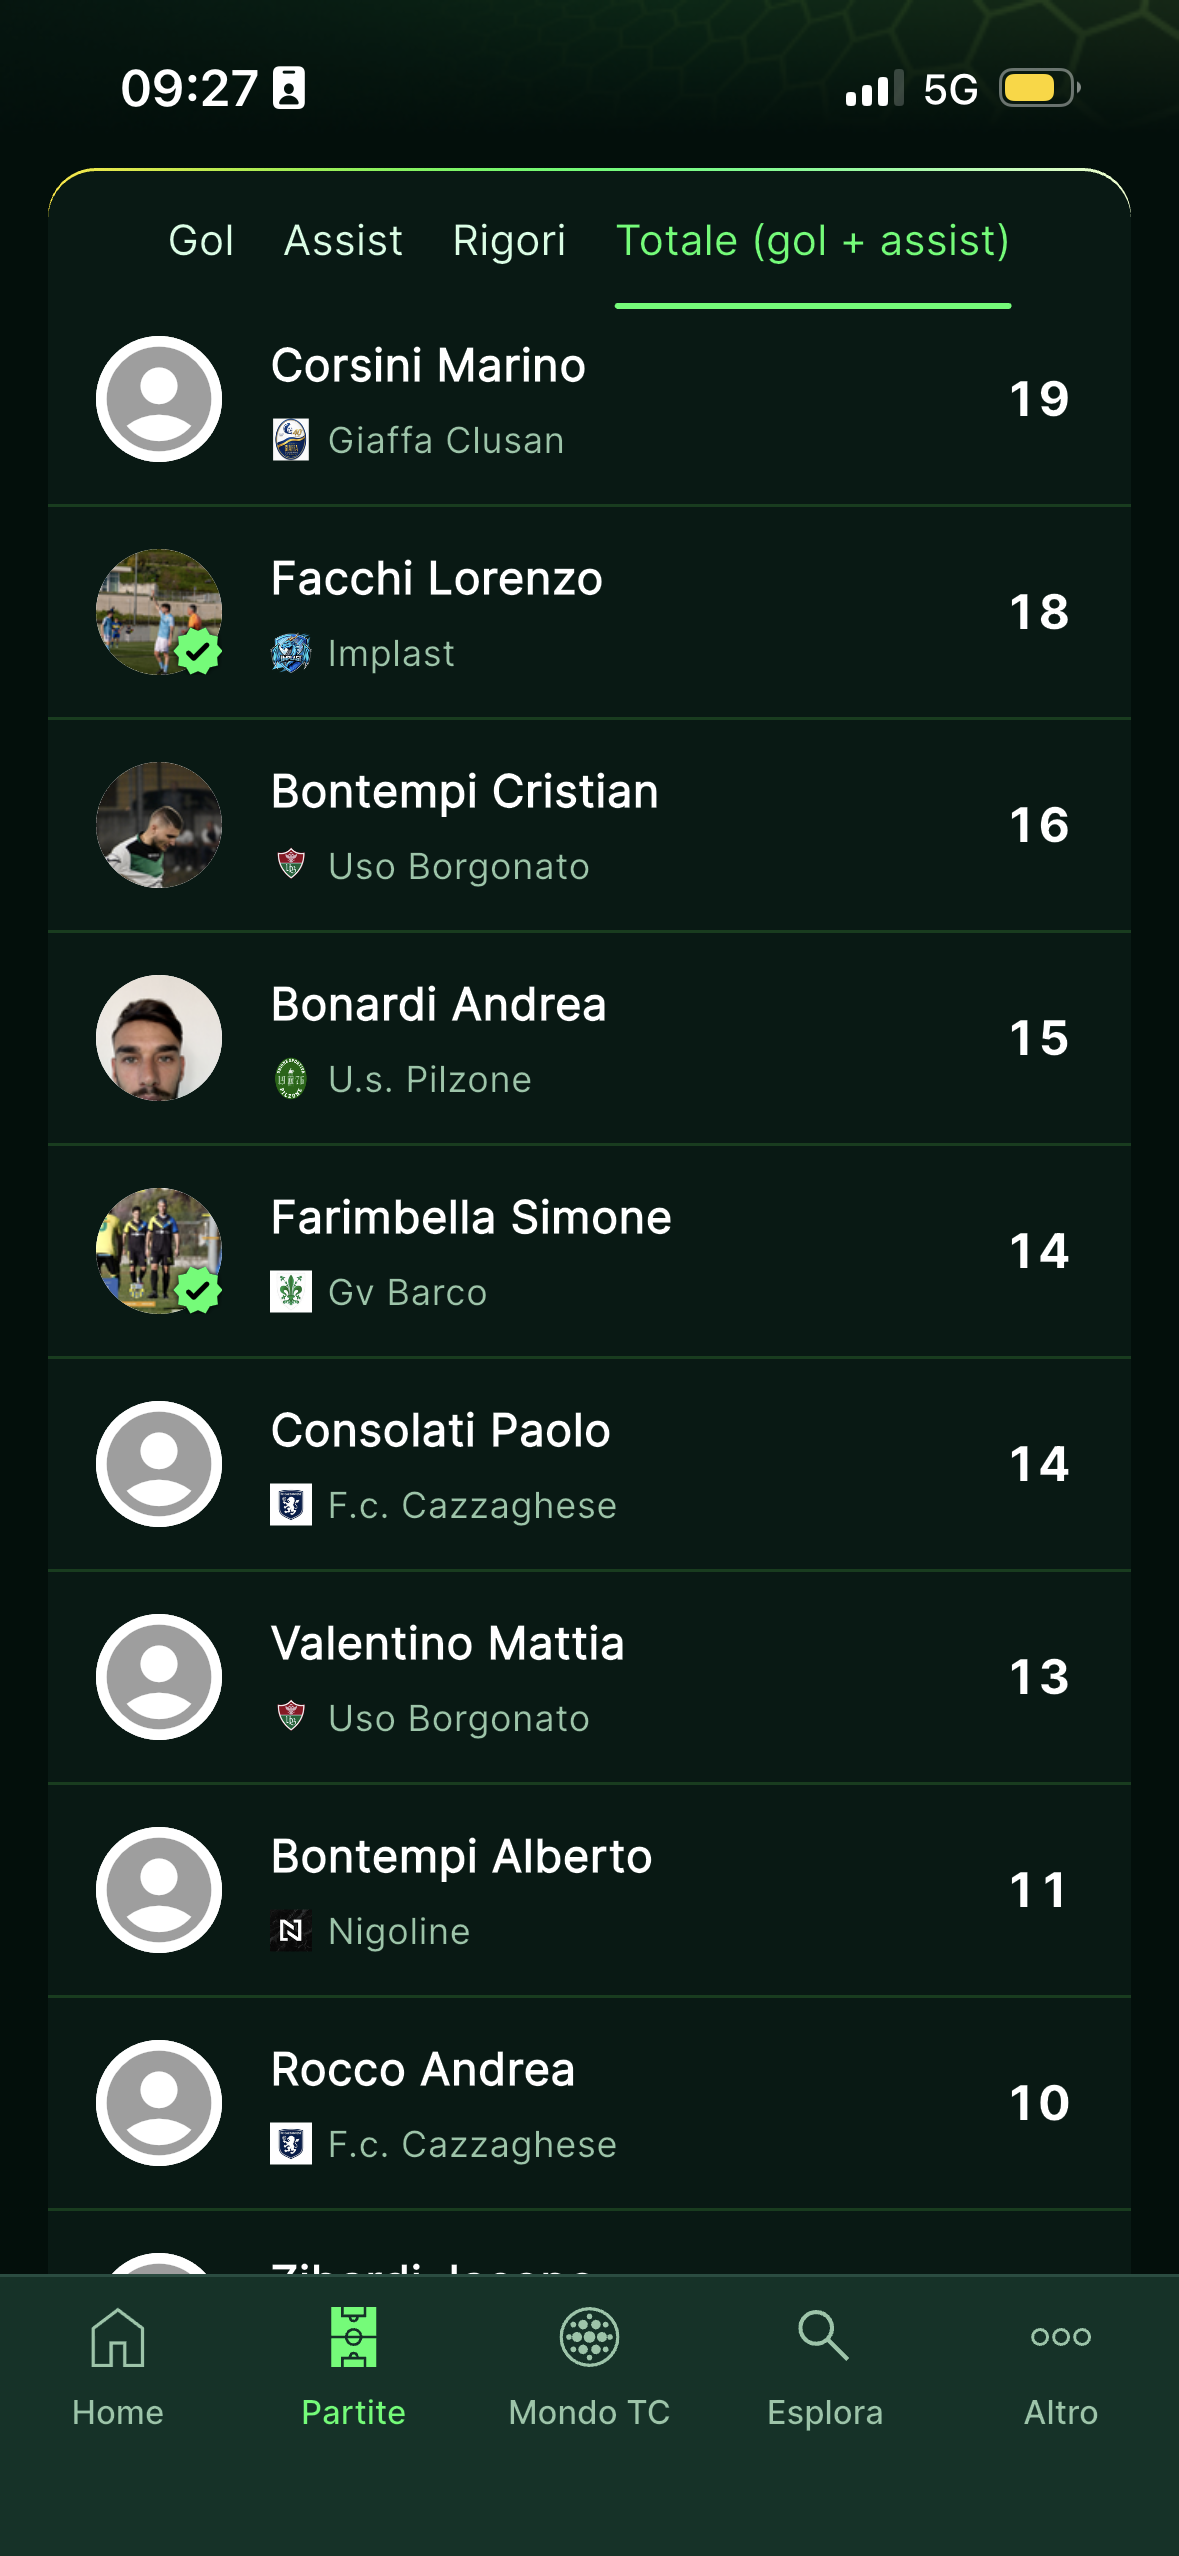 09:27
5G
Gol Assist Rigori Totale (gol + assist)
Corsini Marino
19
Giaffa Clusan
Facchi Lorenzo
18
Implast
Bontempi Cristian
16
Uso Borgonato
Bonardi Andrea
15
U.s. Pilzone
Farimbella Simone
14
Gv Barco
Consolati Paolo
14
F.c. Cazzaghese
Valentino Mattia
13
Uso Borgonato
Bontempi Alberto
11
Nigoline
Rocco Andrea
10
F.c. Cazzaghese
Home Partite Mondo TC Esplora Altro